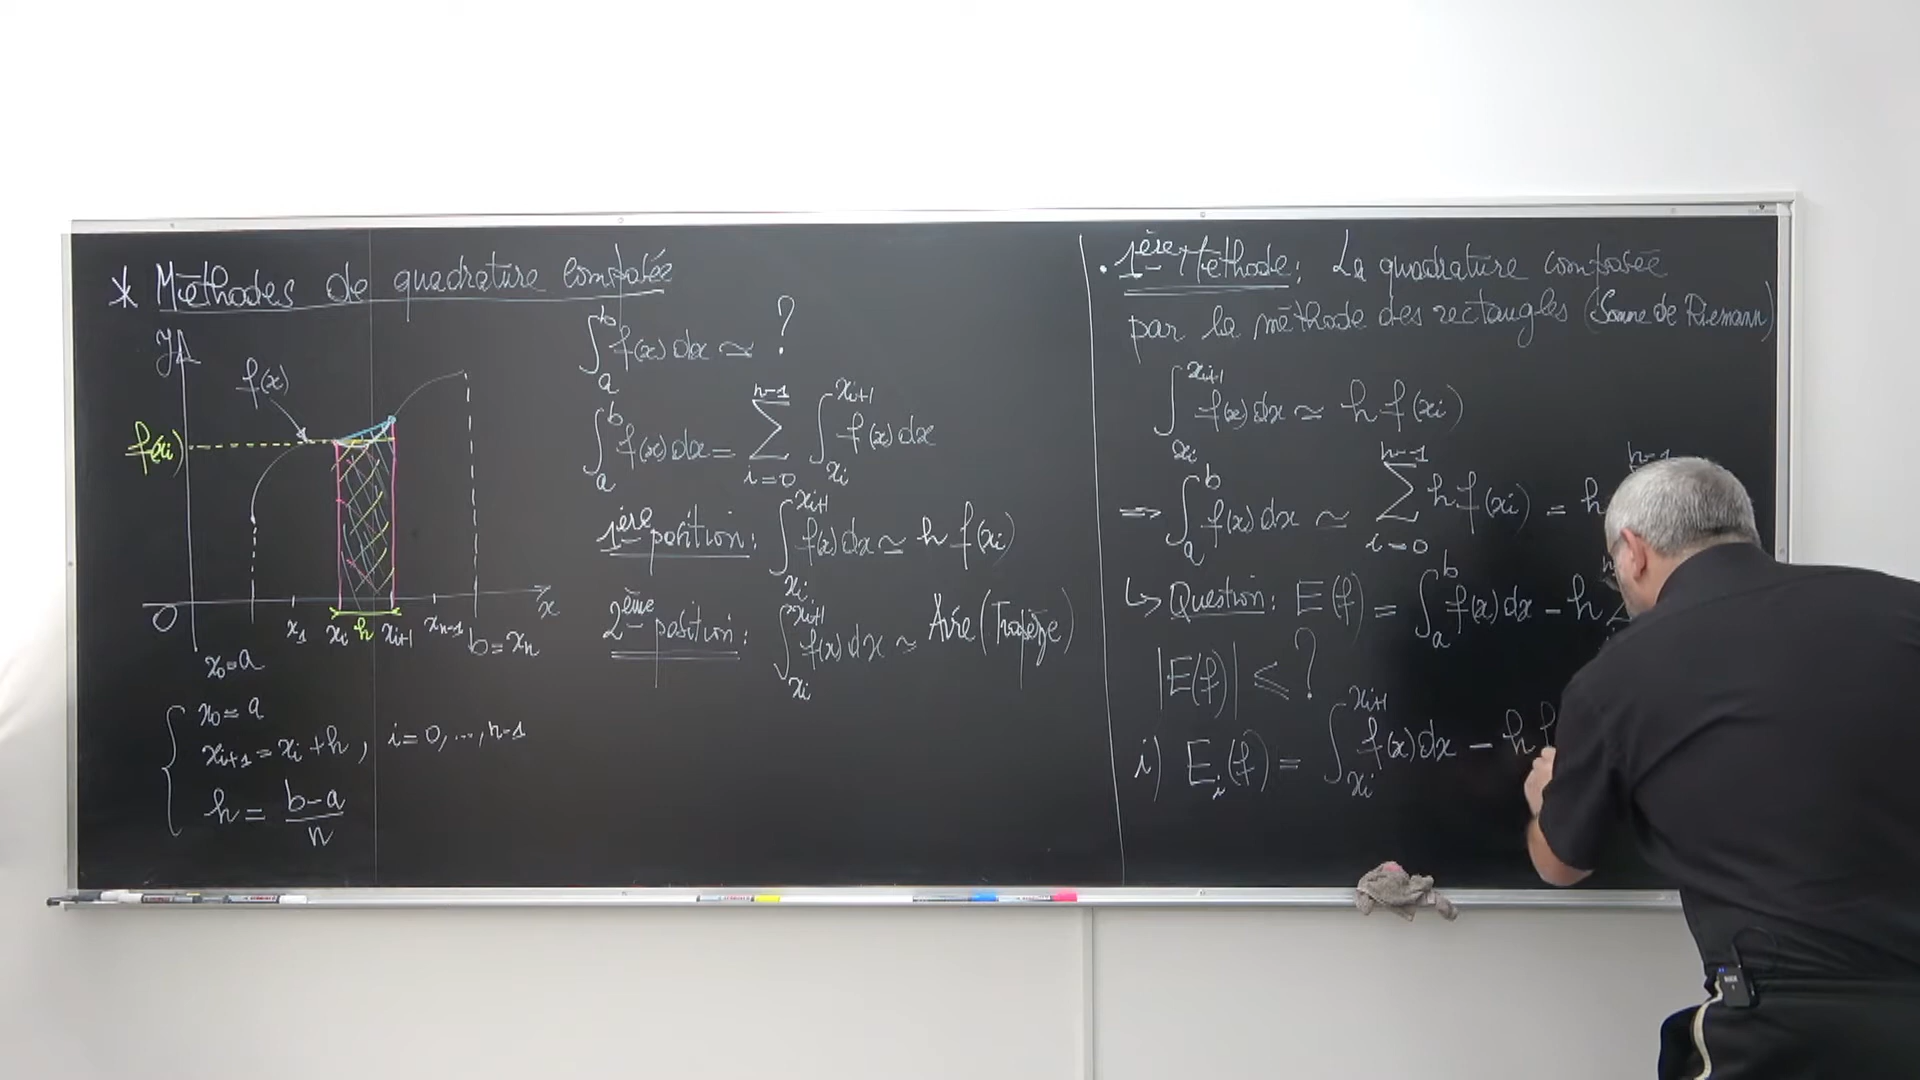 * Méthodes de quadrature composée
y
f(x)
f(xi)
O
x1 xi h xi+1 xn-1 x
x0=a b=xn
x0 = a
xi+1 = xi + h , i=0,...,n-1
h = b-a / n
∫_a^b f(x)dx ≃ ?
∫_a^b f(x)dx = ∑_{i=0}^{n-1} ∫_{xi}^{xi+1} f(x)dx
1ère position: ∫_{xi}^{xi+1} f(x)dx ≃ h f(xi)
2ème position: ∫_{xi}^{xi+1} f(x)dx ≃ Aire (Trapèze)
• 1ère Méthode: La quadrature composée
par la méthode des rectangles (Somme de Riemann)
∫_{xi}^{xi+1} f(x)dx ≃ h f(xi)
=> ∫_a^b f(x)dx ≃ ∑_{i=0}^{n-1} h f(xi) = h
↳ Question: E(f) = ∫_a^b f(x)dx - h ∑
|E(f)| ≤ ?
i) Ei(f) = ∫_{xi}^{xi+1} f(x)dx - h f